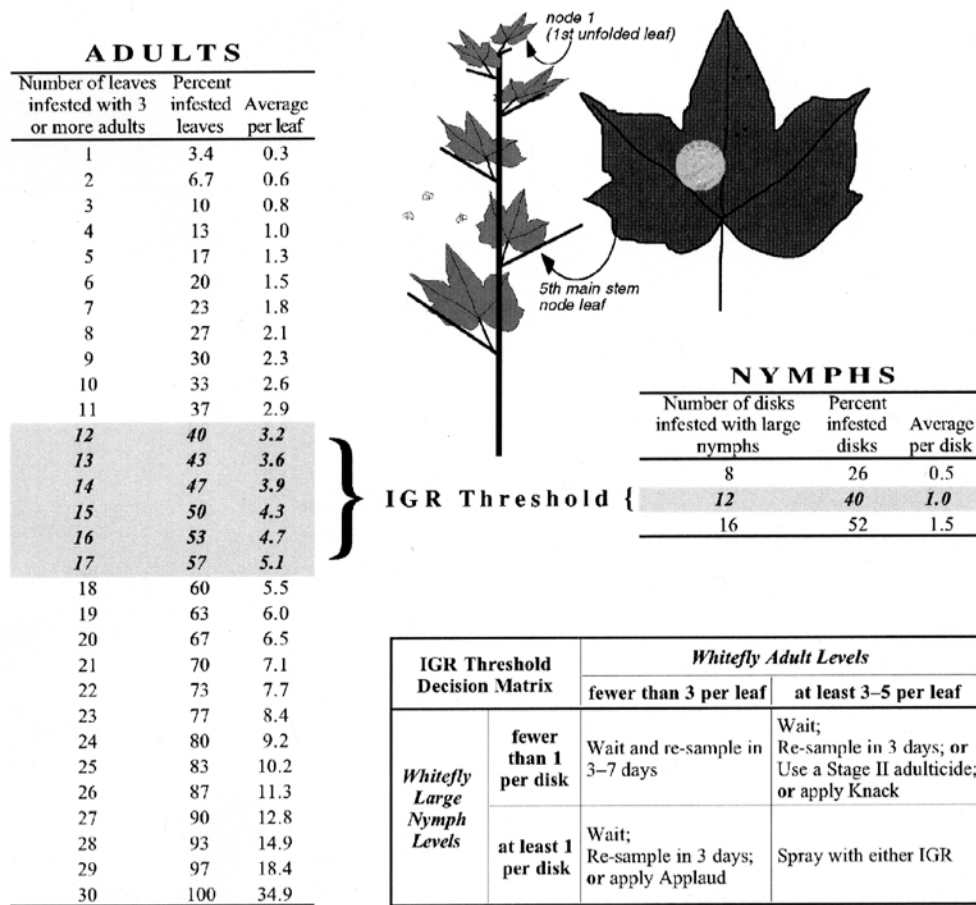 ADULTS
Number of leaves infested with 3 or more adults Percent infested leaves Average per leaf
1 3.4 0.3
2 6.7 0.6
3 10 0.8
4 13 1.0
5 17 1.3
6 20 1.5
7 23 1.8
8 27 2.1
9 30 2.3
10 33 2.6
11 37 2.9
12 40 3.2
13 43 3.6
14 47 3.9
15 50 4.3
16 53 4.7
17 57 5.1
18 60 5.5
19 63 6.0
20 67 6.5
21 70 7.1
22 73 7.7
23 77 8.4
24 80 9.2
25 83 10.2
26 87 11.3
27 90 12.8
28 93 14.9
29 97 18.4
30 100 34.9
node 1
(1st unfolded leaf)
5th main stem
node leaf
IGR Threshold
NYMPHS
Number of disks infested with large nymphs Percent infested disks Average per disk
8 26 0.5
12 40 1.0
16 52 1.5
IGR Threshold
Decision Matrix
Whitefly Adult Levels
fewer than 3 per leaf
at least 3–5 per leaf
Whitefly
Large
Nymph
Levels
fewer
than 1
per disk
Wait and re-sample in
3–7 days
Wait;
Re-sample in 3 days; or
Use a Stage II adulticide;
or apply Knack
at least 1
per disk
Wait;
Re-sample in 3 days;
or apply Applaud
Spray with either IGR